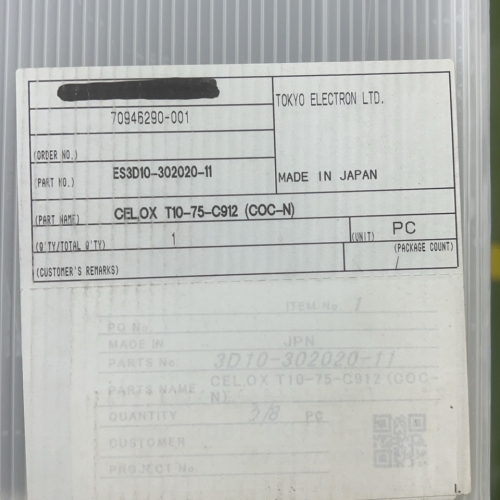 TOKYO ELECTRON LTD.
70946290-001
(ORDER NO.)
(PART NO.) ES3D10-302020-11
MADE IN JAPAN
(PART NAME) CEL,OX T10-75-C912 (COC-N)
(Q'TY/TOTAL Q'TY) 1 (UNIT) PC
(CUSTOMER'S REMARKS) (PACKAGE COUNT)
ITEM No. 1
PO No.
MADE IN JPN
PARTS No. 3D10-302020-11
PARTS NAME CEL,OX T10-75-C912 (COC-
N)
QUANTITY PC
CUSTOMER
PROJECT No.